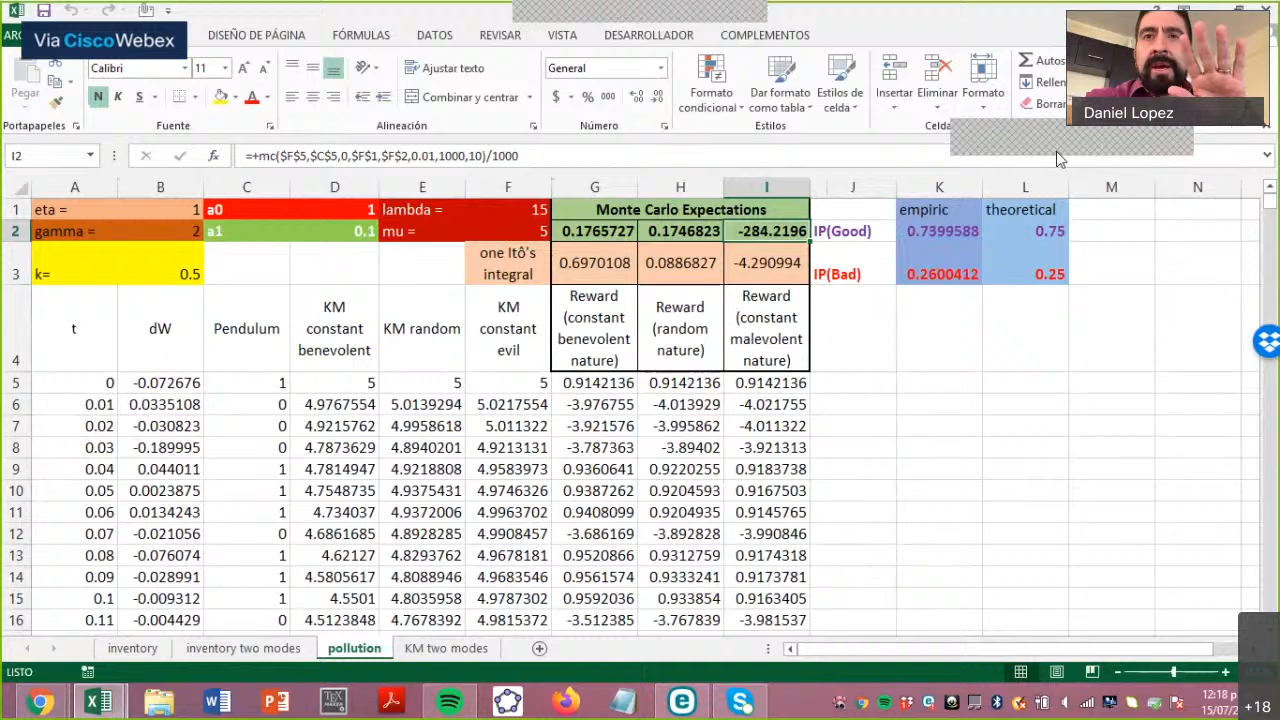 Via CiscoWebex
DISEÑO DE PÁGINA FÓRMULAS DATOS REVISAR VISTA DESARROLLADOR COMPLEMENTOS
Pegar
Calibri 11
N K S
Ajustar texto
Combinar y centrar
General
$ % 000
Formato condicional
Dar formato como tabla
Estilos de celda
Insertar
Eliminar
Formato
Portapapeles Fuente Alineación Número Estilos
Daniel Lopez
I2 =+mc($F$5,$C$5,0,$F$1,$F$2,0.01,1000,10)/1000
A B C D E F G H I J K L M N
1 eta = 1 a0 1 lambda = 15 Monte Carlo Expectations empiric theoretical
2 gamma = 2 a1 0.1 mu = 5 0.1765727 0.1746823 -284.2196 IP(Good) 0.7399588 0.75
3 k= 0.5 one Itô's integral 0.6970108 0.0886827 -4.290994 IP(Bad) 0.2600412 0.25
4 t dW Pendulum KM constant benevolent KM random KM constant evil Reward (constant benevolent nature) Reward (random nature) Reward (constant malevolent nature)
5 0 -0.072676 1 5 5 5 0.9142136 0.9142136 0.9142136
6 0.01 0.0335108 0 4.9767554 5.0139294 5.0217554 -3.976755 -4.013929 -4.021755
7 0.02 -0.030823 0 4.9215762 4.9958618 5.011322 -3.921576 -3.995862 -4.011322
8 0.03 -0.189995 0 4.7873629 4.8940201 4.9213131 -3.787363 -3.89402 -3.921313
9 0.04 0.044011 1 4.7814947 4.9218808 4.9583973 0.9360641 0.9220255 0.9183738
10 0.05 0.0023875 1 4.7548735 4.9375431 4.9746326 0.9387262 0.9204593 0.9167503
11 0.06 0.0134243 1 4.734037 4.9372006 4.9963702 0.9408099 0.9204935 0.9145765
12 0.07 -0.021056 0 4.6861685 4.8928285 4.9908457 -3.686169 -3.892828 -3.990846
13 0.08 -0.076074 1 4.62127 4.8293762 4.9678181 0.9520866 0.9312759 0.9174318
14 0.09 -0.028991 1 4.5805617 4.8088946 4.9683546 0.9561574 0.9333241 0.9173781
15 0.1 -0.009312 1 4.5501 4.8035958 4.9787302 0.9592036 0.933854 0.9163405
16 0.11 -0.004429 0 4.5123848 4.7678392 4.9815372 -3.512385 -3.767839 -3.981537
inventory inventory two modes pollution KM two modes
LISTO
12:18 p
+18